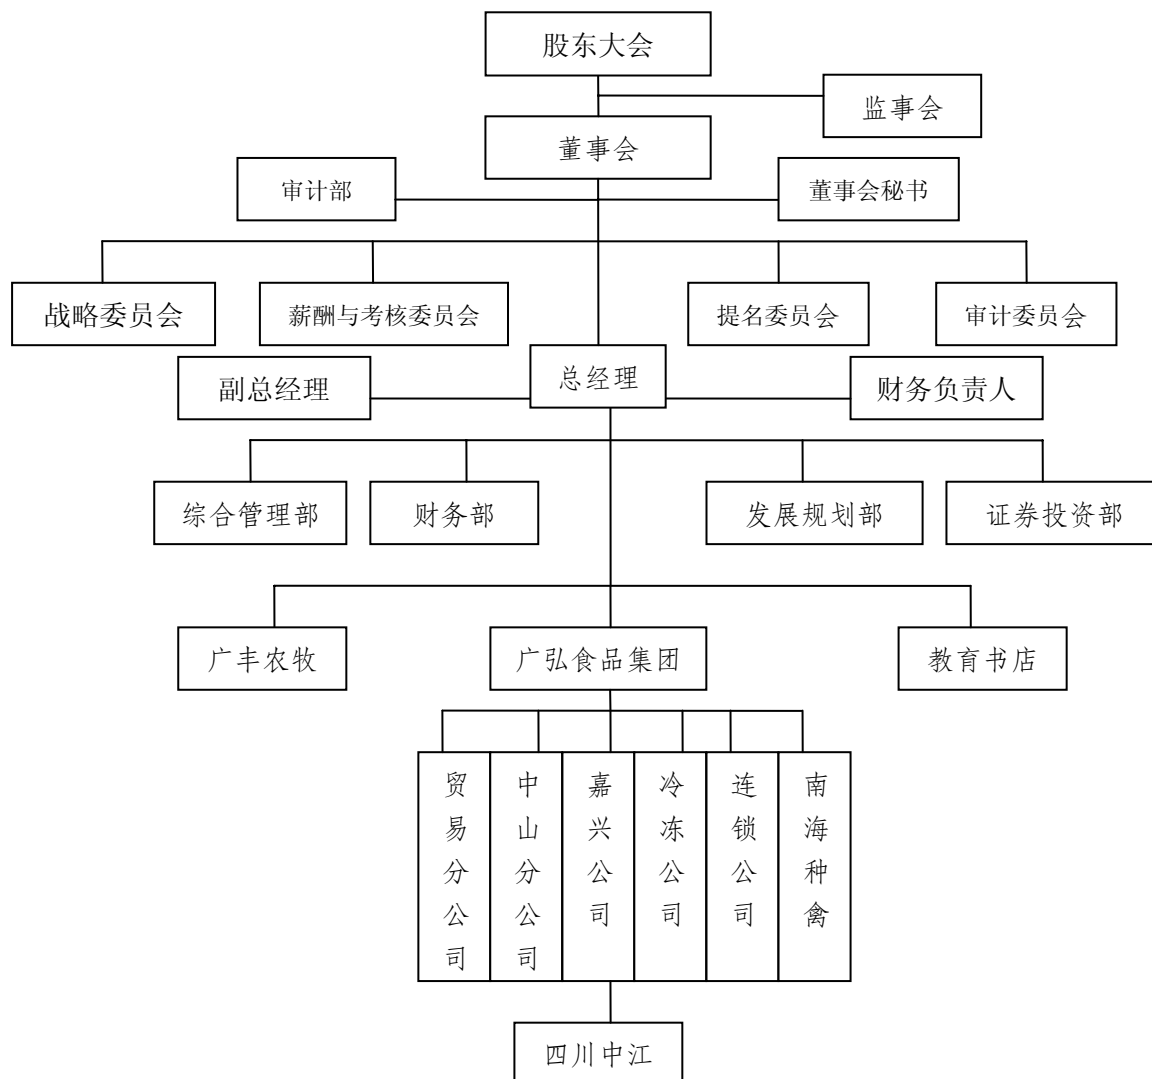 股东大会
监事会
董事会
审计部
董事会秘书
战略委员会
薪酬与考核委员会
提名委员会
审计委员会
副总经理
总经理
财务负责人
综合管理部
财务部
发展规划部
证券投资部
广丰农牧
广弘食品集团
教育书店
贸易分公司
中山分公司
嘉兴公司
冷冻公司
连锁公司
南海种禽
四川中江